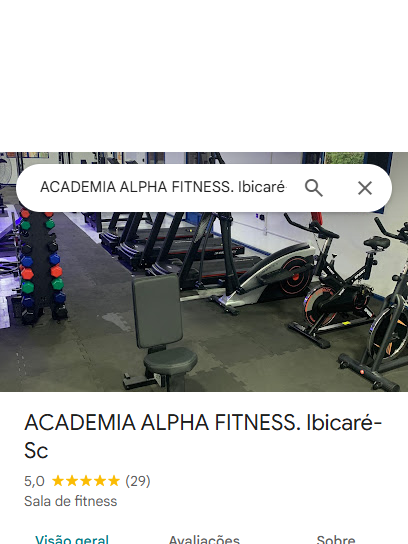 ACADEMIA ALPHA FITNESS. Ibicaré
ACADEMIA ALPHA FITNESS. Ibicaré-
Sc
5,0 (29)
Sala de fitness
Visão geral Avaliações Sobre